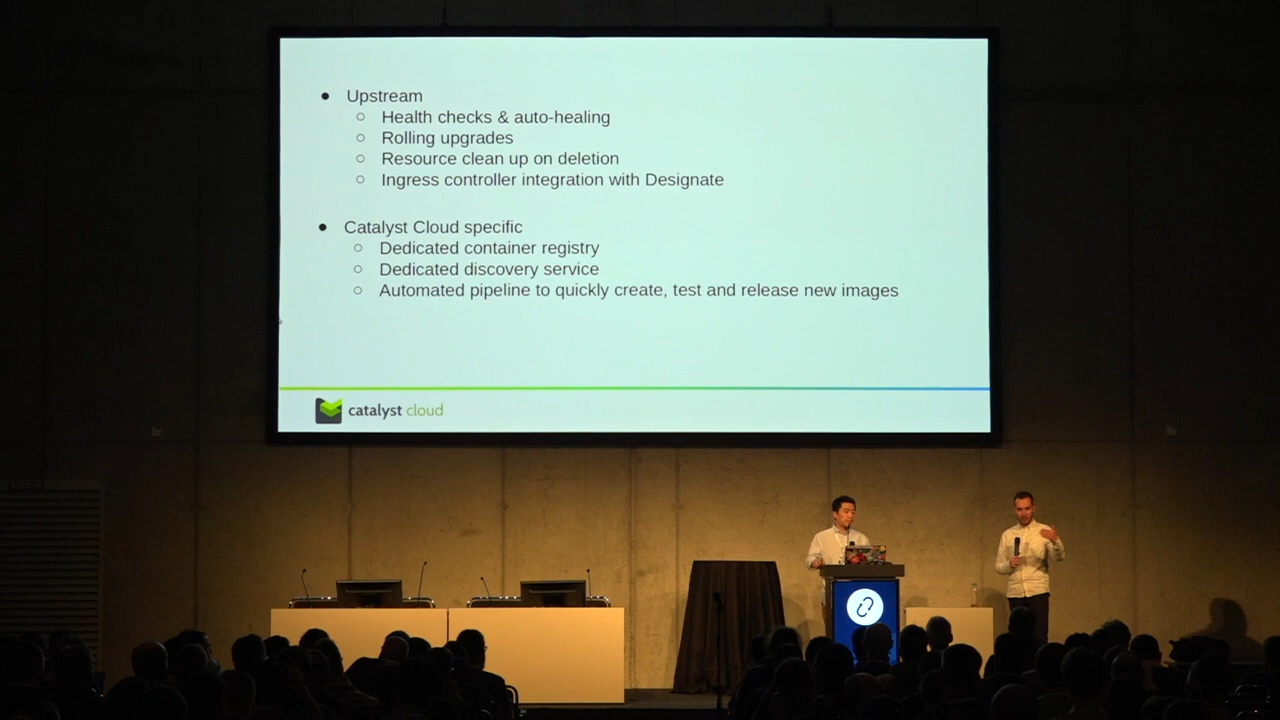 ● Upstream
○ Health checks & auto-healing
○ Rolling upgrades
○ Resource clean up on deletion
○ Ingress controller integration with Designate
● Catalyst Cloud specific
○ Dedicated container registry
○ Dedicated discovery service
○ Automated pipeline to quickly create, test and release new images
catalyst cloud